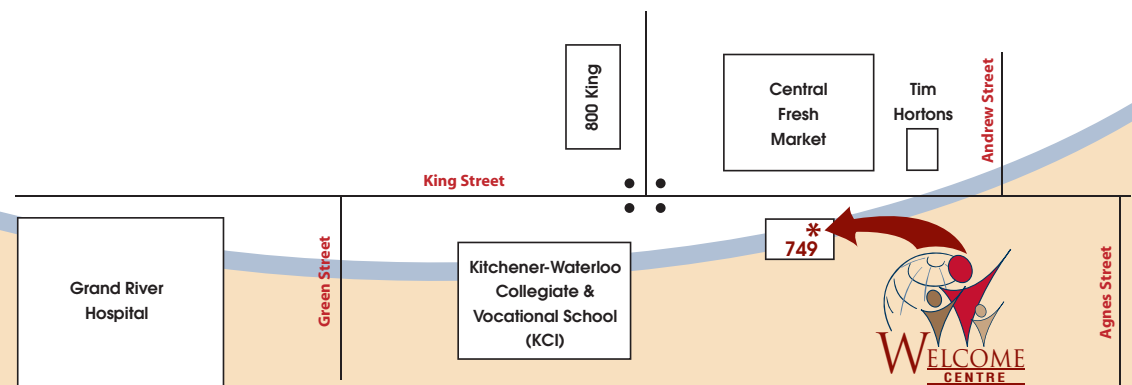 800 King
Central
Fresh
Market
Tim
Hortons
Andrew Street
King Street
*
749
Grand River
Hospital
Green Street
Kitchener-Waterloo
Collegiate &
Vocational School
(KCI)
Agnes Street
WELCOME
CENTRE